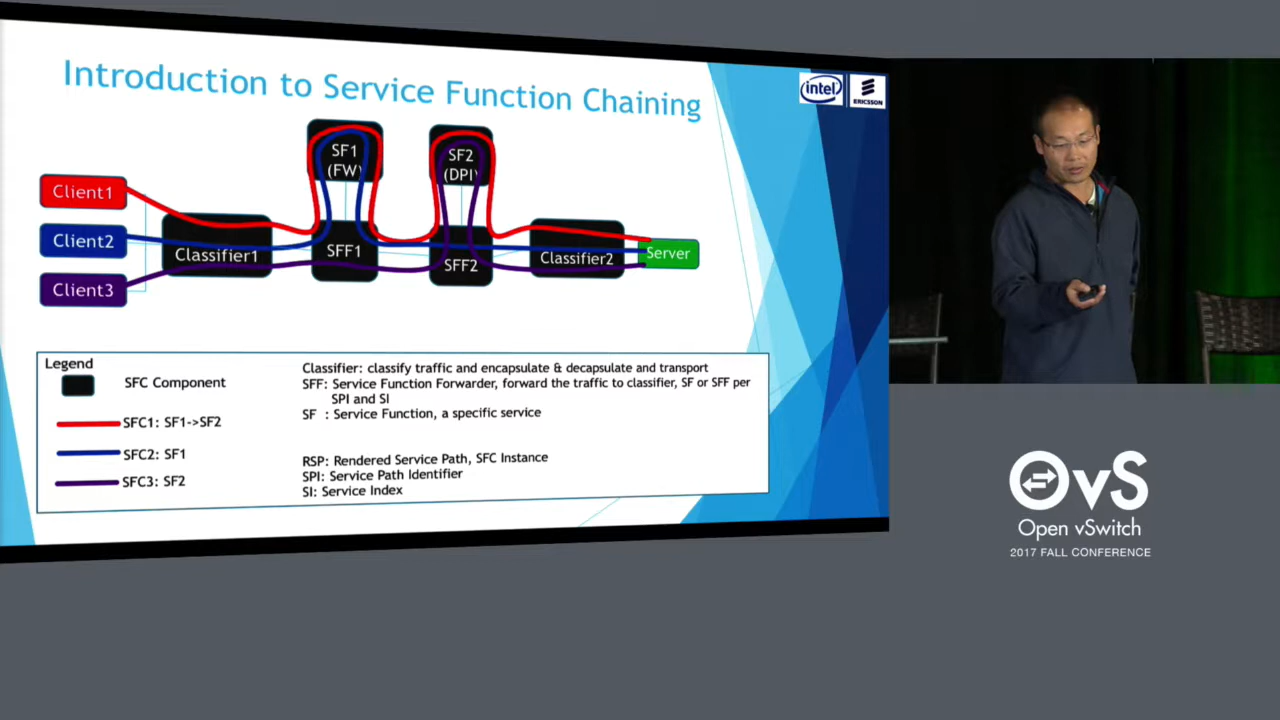 Introduction to Service Function Chaining
intel
ERICSSON
SF1
(FW)
SF2
(DPI)
Client1
Client2
Client3
Classifier1
SFF1
SFF2
Classifier2
Server
Legend
SFC Component
SFC1: SF1->SF2
SFC2: SF1
SFC3: SF2
Classifier: classify traffic and encapsulate & decapsulate and transport
SFF: Service Function Forwarder, forward the traffic to classifier, SF or SFF per
SPI and SI
SF : Service Function, a specific service
RSP: Rendered Service Path, SFC Instance
SPI: Service Path Identifier
SI: Service Index
OvS
Open vSwitch
2017 FALL CONFERENCE